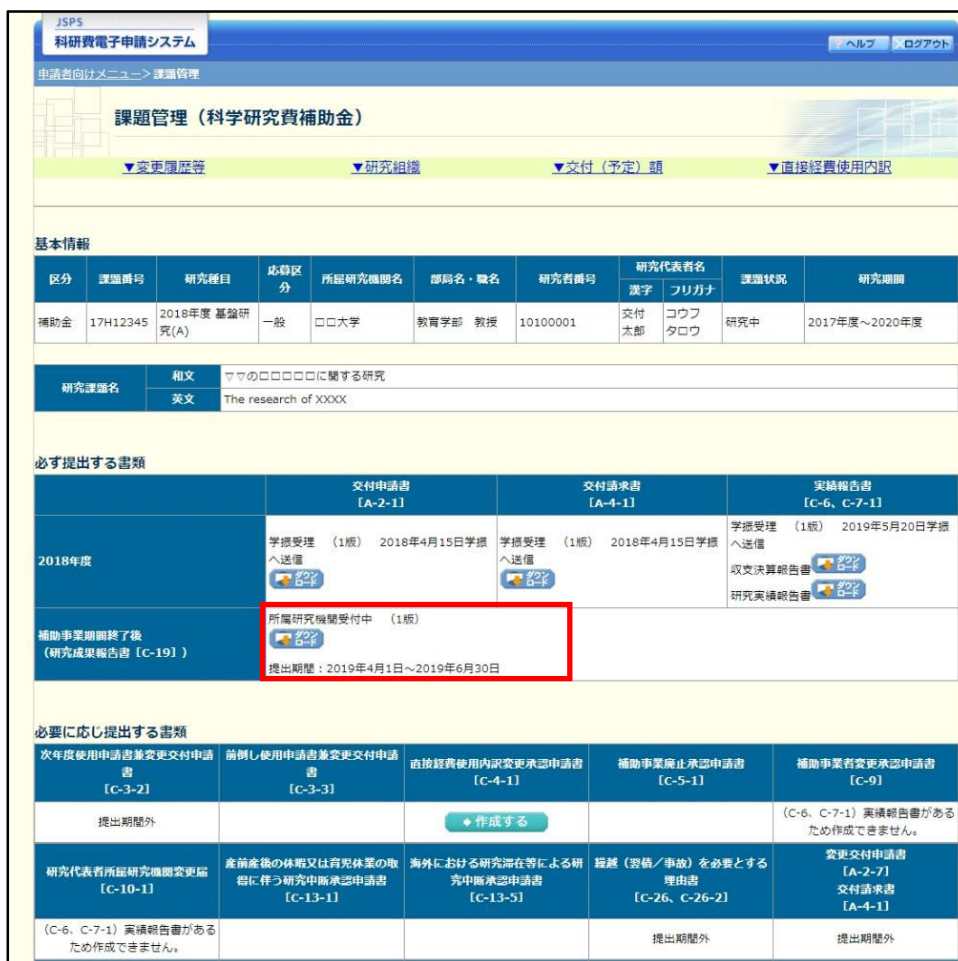 JSPS
科研費電子申請システム
ヘルプ ログアウト
申請者向けメニュー>課題管理
課題管理（科学研究費補助金）
▼変更履歴等 ▼研究組織 ▼交付（予定）額 ▼直接経費使用内訳
基本情報
区分 課題番号 研究種目 応募区分 所属研究機関名 部局名・職名 研究者番号 研究代表者名 課題状況 研究期間
漢字 フリガナ
補助金 17H12345 2018年度 基盤研究(A) 一般 □□大学 教育学部 教授 10100001 交付太郎 コウフタロウ 研究中 2017年度～2020年度
研究課題名 和文 ▽▽の□□□□□に関する研究
英文 The research of XXXX
必ず提出する書類
交付申請書 交付請求書 実績報告書
[A-2-1] [A-4-1] [C-6、C-7-1]
2018年度
学振受理 （1版） 2018年4月15日学振へ送信
ダウンロード
学振受理 （1版） 2018年4月15日学振へ送信
ダウンロード
学振受理 （1版） 2019年5月20日学振へ送信
収支決算報告書 ダウンロード
研究実績報告書 ダウンロード
補助事業期間終了後
（研究成果報告書［C-19］）
所属研究機関受付中 （1版）
ダウンロード
提出期間：2019年4月1日～2019年6月30日
必要に応じ提出する書類
次年度使用申請書兼変更交付申請書
[C-3-2]
前倒し使用申請書兼変更交付申請書
[C-3-3]
直接経費使用内訳変更承認申請書
[C-4-1]
補助事業廃止承認申請書
[C-5-1]
補助事業者変更承認申請書
[C-9]
提出期間外
作成する
（C-6、C-7-1）実績報告書があるため作成できません。
研究代表者所属研究機関変更届
[C-10-1]
産前産後の休暇又は育児休業の取得に伴う研究中断承認申請書
[C-13-1]
海外における研究滞在等による研究中断承認申請書
[C-13-5]
繰越（翌債／事故）を必要とする理由書
[C-26、C-26-2]
変更交付申請書
[A-2-7]
交付請求書
[A-4-1]
（C-6、C-7-1）実績報告書があるため作成できません。
提出期間外
提出期間外